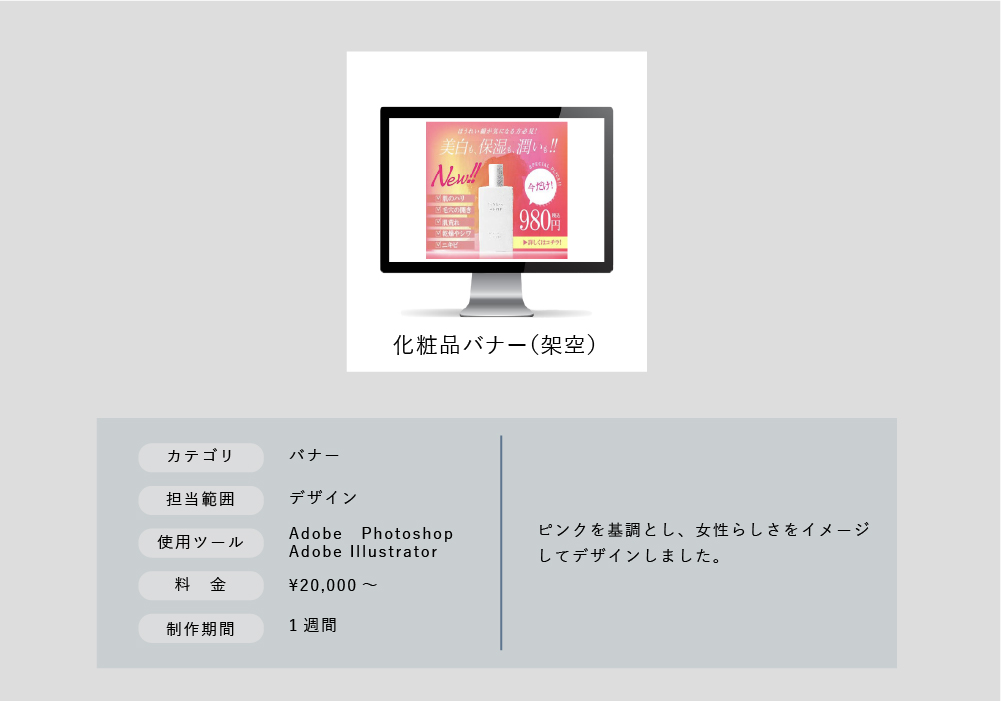 ほうれい線が気になる方必見!
美白も、保湿も、潤いも!!
New!!
今だけ!
肌のハリ
毛穴の開き
肌荒れ
乾燥やシワ
ニキビ
980円
税込
▶詳しくはコチラ!
化粧品バナー(架空)
カテゴリ バナー
担当範囲 デザイン
使用ツール Adobe Photoshop
Adobe Illustrator
料 金 ¥20,000 〜
制作期間 1 週間
ピンクを基調とし、女性らしさをイメージ
してデザインしました。